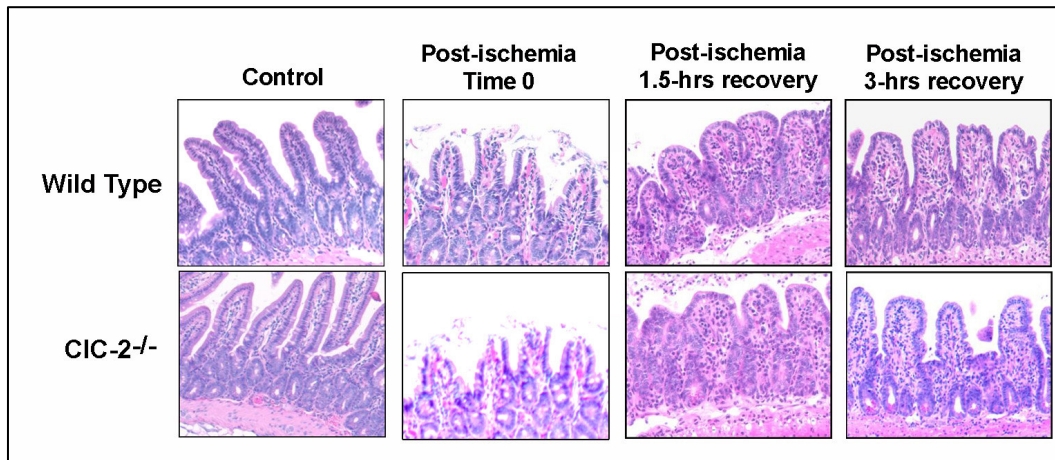 Control
Post-ischemia
Time 0
Post-ischemia
1.5-hrs recovery
Post-ischemia
3-hrs recovery
Wild Type
ClC-2-/-